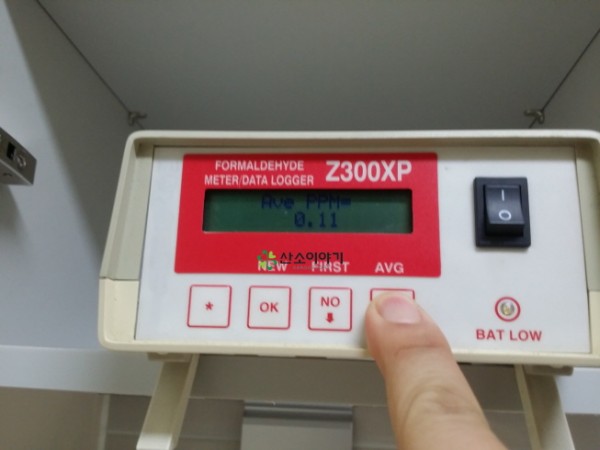 FORMALDEHYDE
METER/DATA LOGGER
Z300XP
Ave PPM=
0.11
산소이야기
NEW FIRST AVG
* OK NO
BAT LOW
I
O